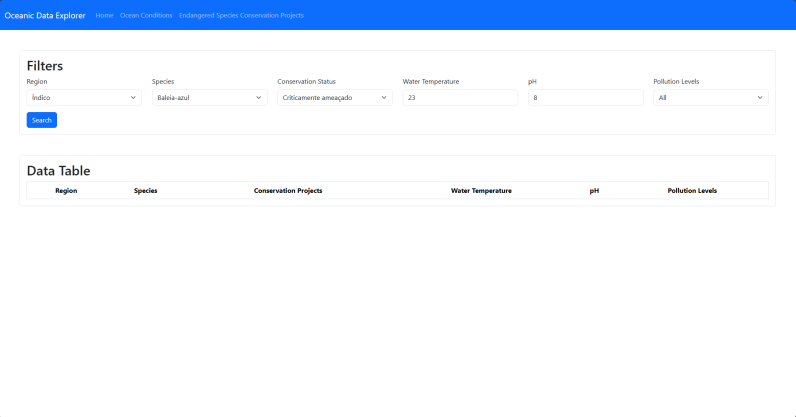 Oceanic Data Explorer Home Ocean Conditions Endangered Species Conservation Projects
Filters
Region Species Conservation Status Water Temperature pH Pollution Levels
Índico Baleia-azul Criticamente ameaçado 23 8 All
Search
Data Table
Region Species Conservation Projects Water Temperature pH Pollution Levels